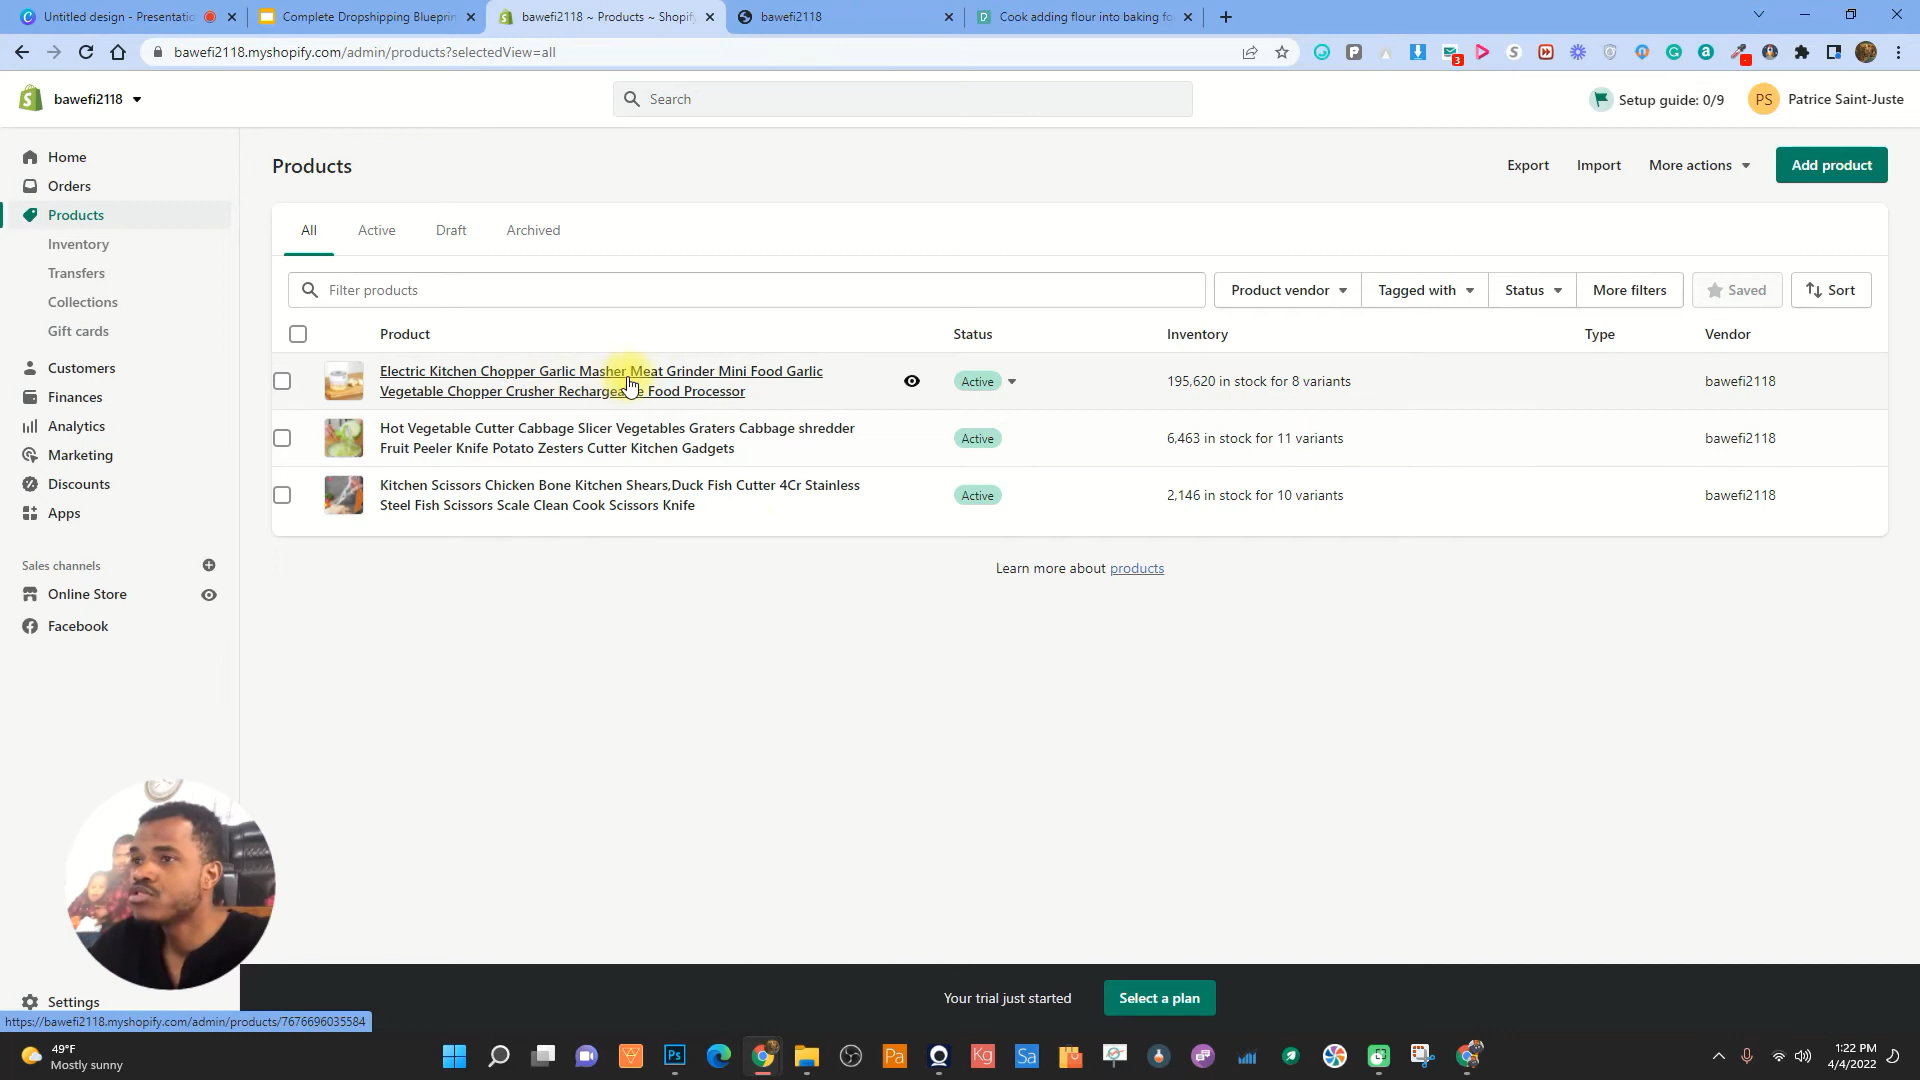 Untitled design - Presentatio
Complete Dropshipping Blueprin
bawefi2118 ~ Products ~ Shopify
bawefi2118
Cook adding flour into baking fo
bawefi2118.myshopify.com/admin/products?selectedView=all
bawefi2118
Search
Setup guide: 0/9
PS
Patrice Saint-Juste
Home
Orders
Products
Inventory
Transfers
Collections
Gift cards
Customers
Finances
Analytics
Marketing
Discounts
Apps
Sales channels
Online Store
Facebook
Settings
Products
Export
Import
More actions
Add product
All
Active
Draft
Archived
Filter products
Product vendor
Tagged with
Status
More filters
Saved
Sort
Product
Status
Inventory
Type
Vendor
Electric Kitchen Chopper Garlic Masher Meat Grinder Mini Food Garlic
Vegetable Chopper Crusher Rechargeable Food Processor
Active
195,620 in stock for 8 variants
bawefi2118
Hot Vegetable Cutter Cabbage Slicer Vegetables Graters Cabbage shredder
Fruit Peeler Knife Potato Zesters Cutter Kitchen Gadgets
Active
6,463 in stock for 11 variants
bawefi2118
Kitchen Scissors Chicken Bone Kitchen Shears,Duck Fish Cutter 4Cr Stainless
Steel Fish Scissors Scale Clean Cook Scissors Knife
Active
2,146 in stock for 10 variants
bawefi2118
Learn more about products
Your trial just started
Select a plan
https://bawefi2118.myshopify.com/admin/products/7676696035584
49°F
Mostly sunny
Ps
Pa
Kg
Sa
1:22 PM
4/4/2022